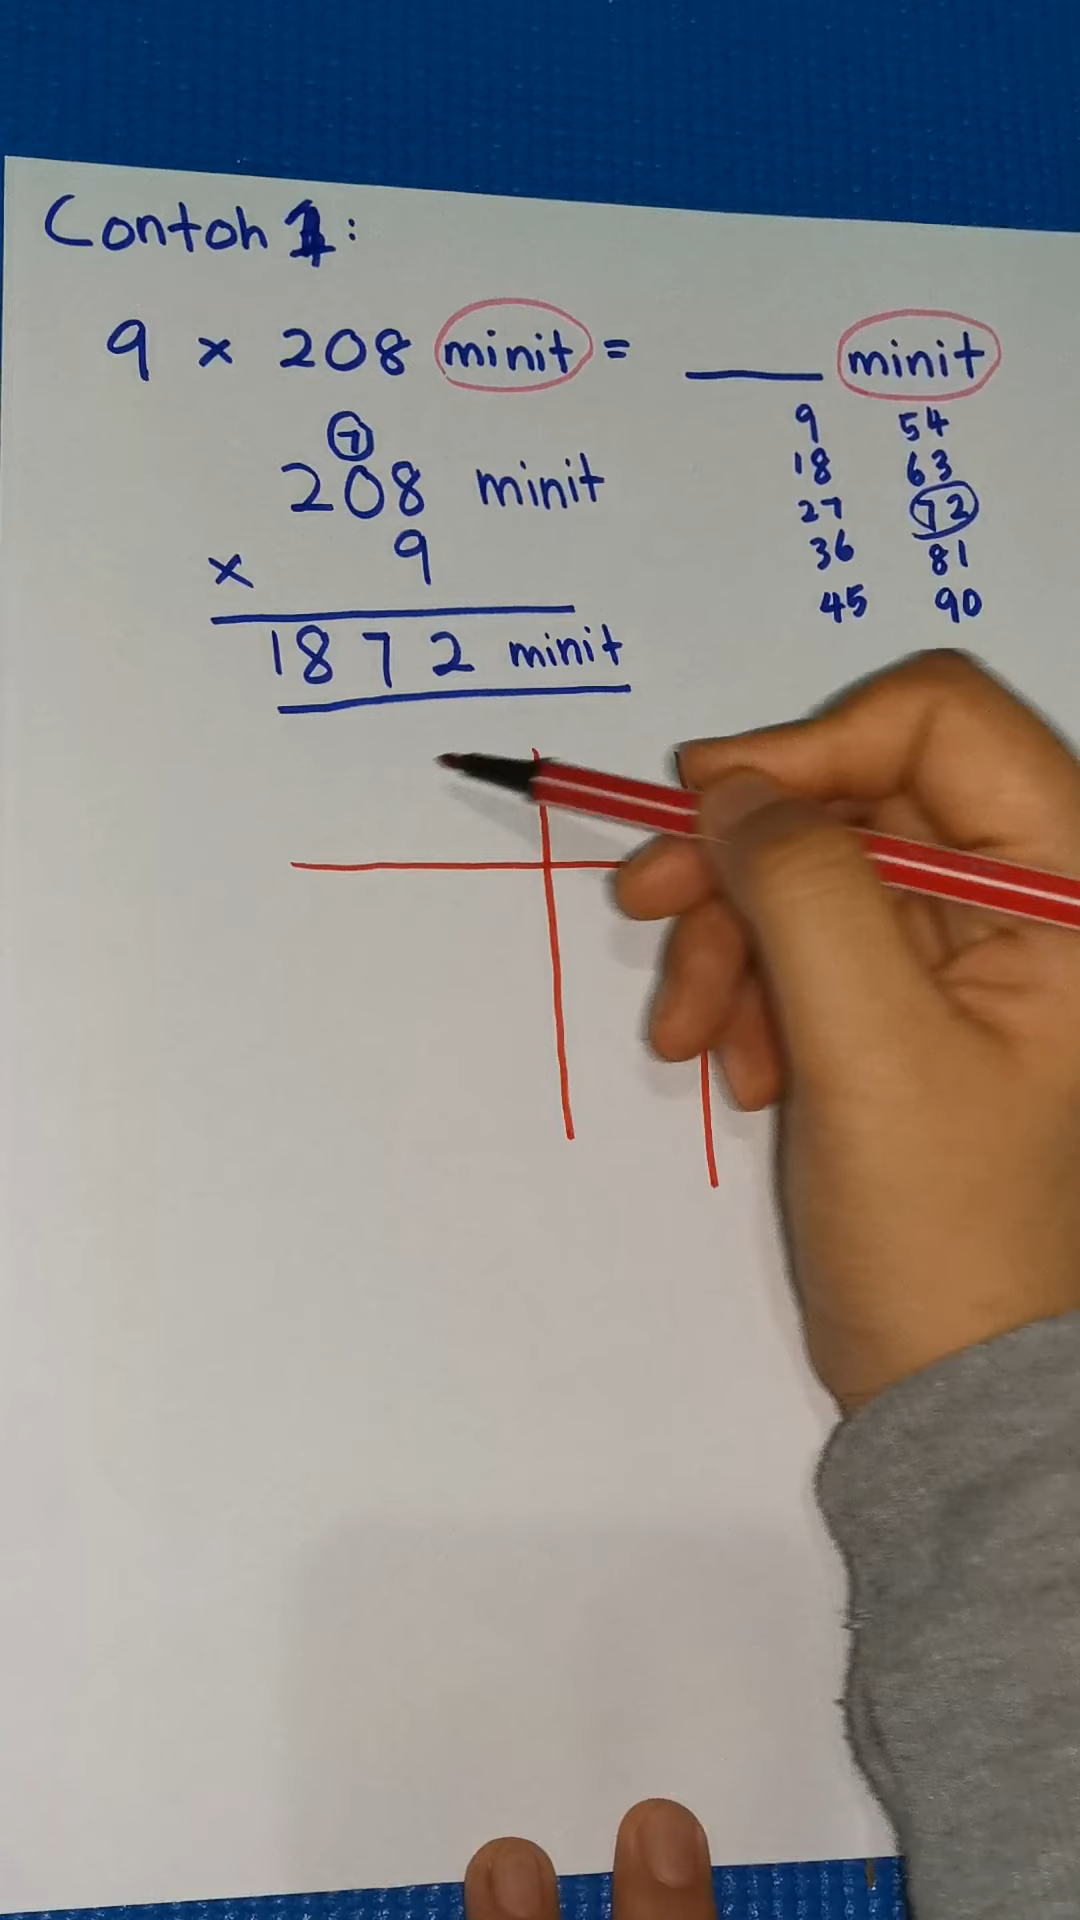 Contoh 1:
9 × 208 minit = ____ minit
7
208 minit
× 9
1872 minit
9 54
18 63
27 72
36 81
45 90